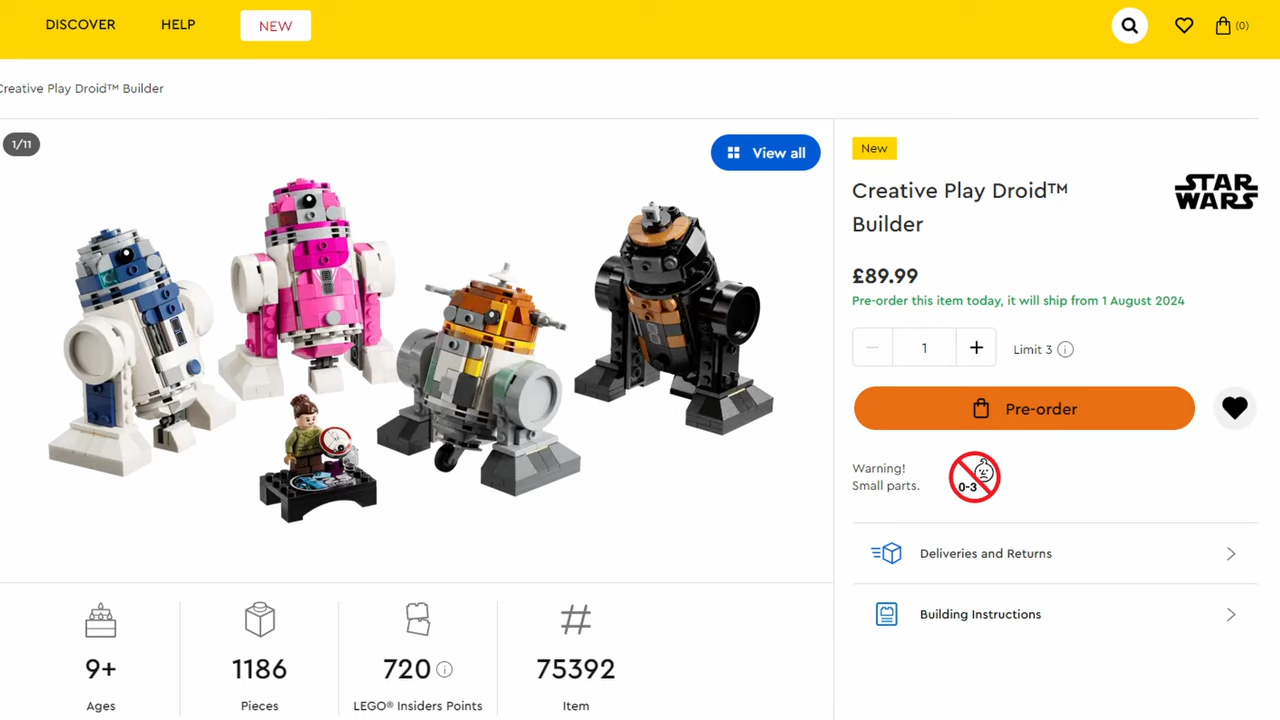 DISCOVER
HELP
NEW
(0)
Creative Play Droid™ Builder
1/11
View all
New
Creative Play Droid™
Builder
STAR
WARS
£89.99
Pre-order this item today, it will ship from 1 August 2024
1
Limit 3
Pre-order
Warning!
Small parts.
0-3
Deliveries and Returns
Building Instructions
9+
Ages
1186
Pieces
720
LEGO® Insiders Points
#
75392
Item